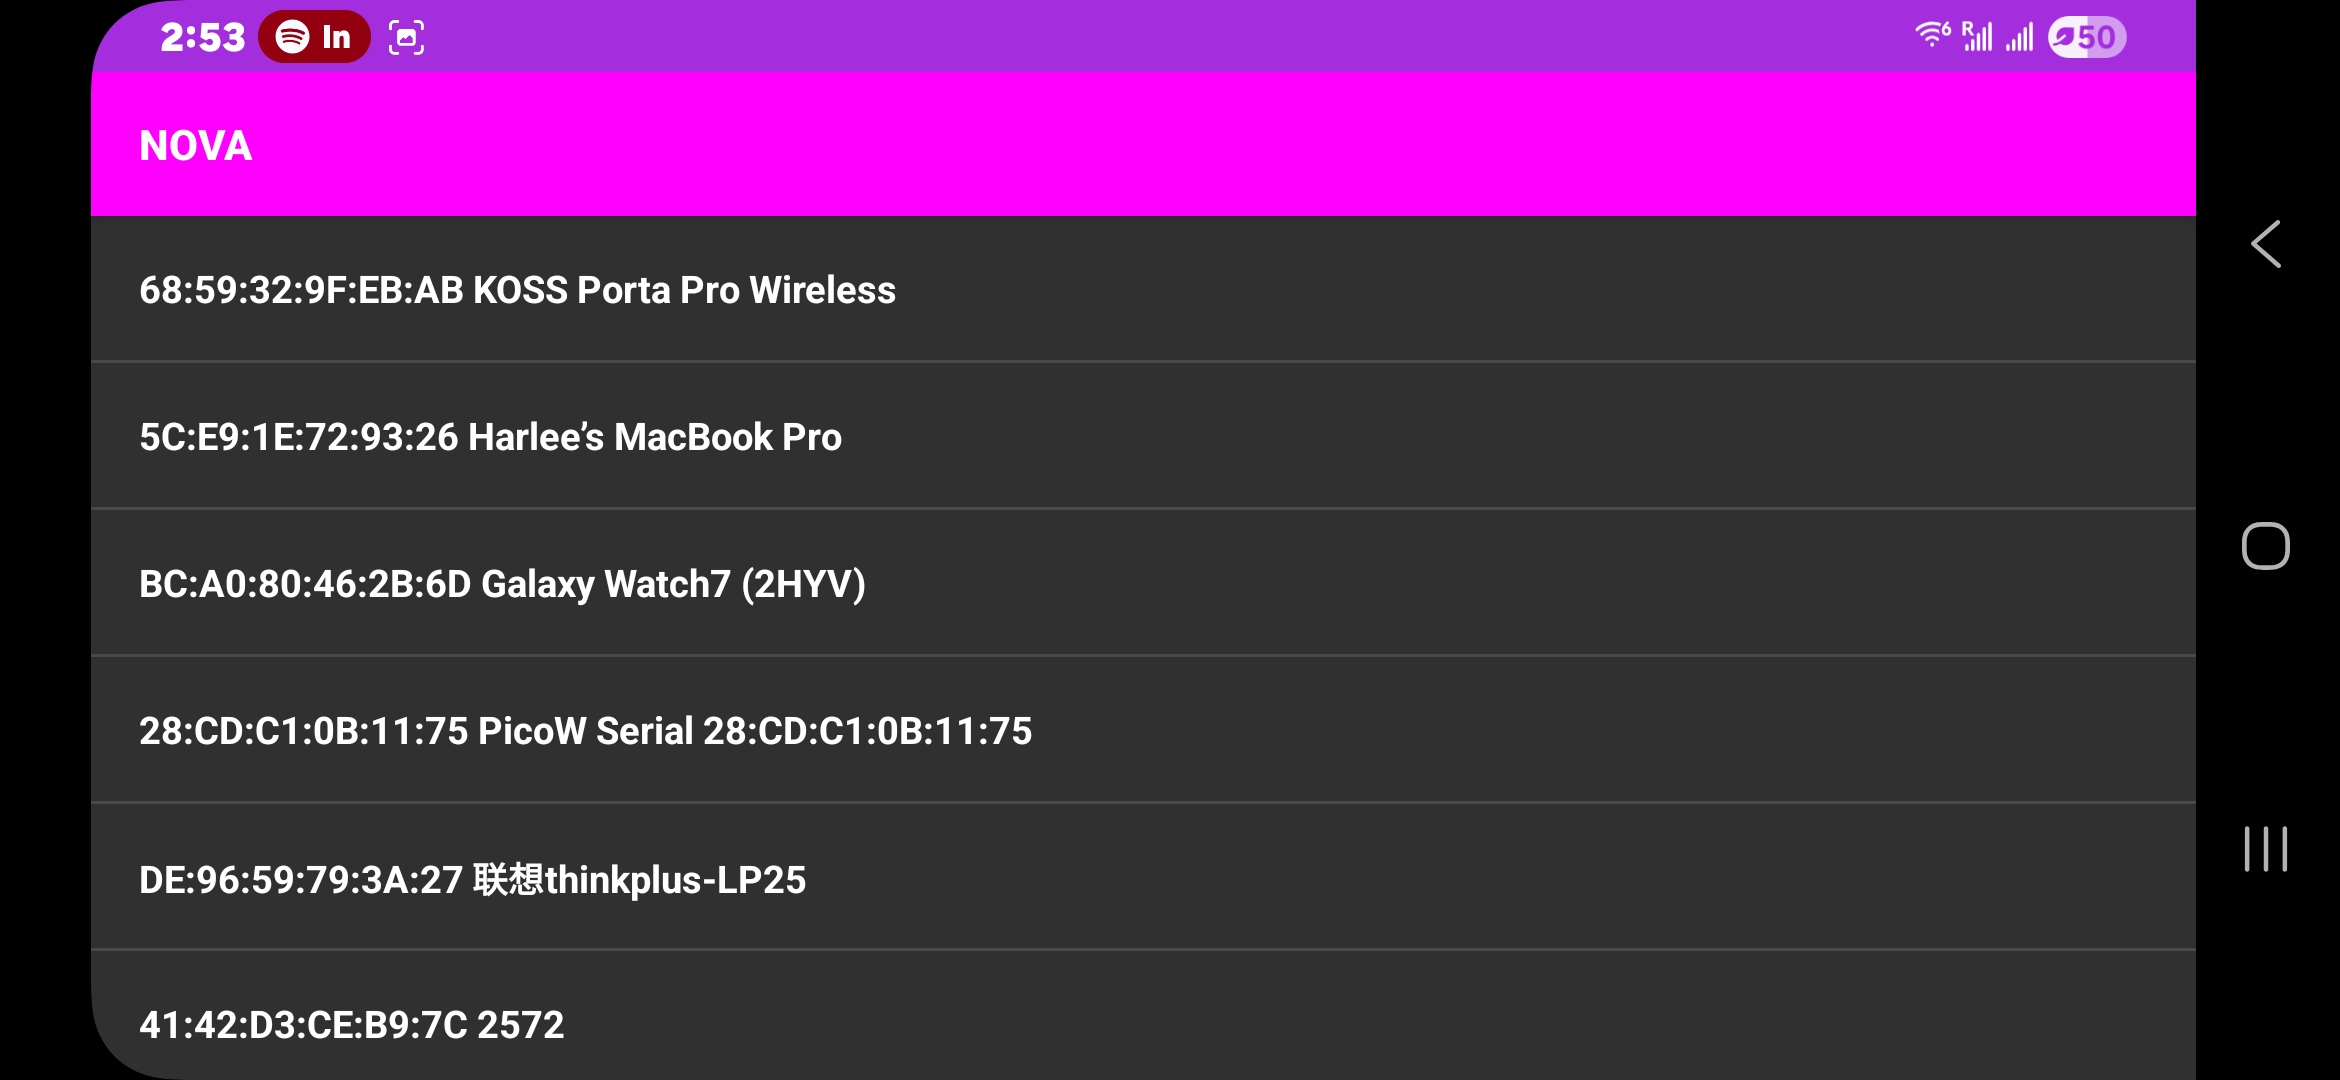 2:53 In 6 R 50
NOVA
68:59:32:9F:EB:AB KOSS Porta Pro Wireless
5C:E9:1E:72:93:26 Harlee’s MacBook Pro
BC:A0:80:46:2B:6D Galaxy Watch7 (2HYV)
28:CD:C1:0B:11:75 PicoW Serial 28:CD:C1:0B:11:75
DE:96:59:79:3A:27 联想thinkplus-LP25
41:42:D3:CE:B9:7C 2572